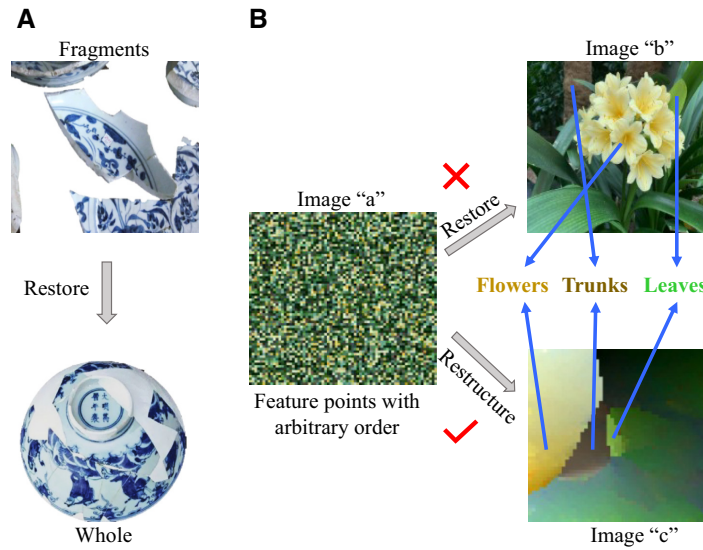 A
Fragments
Restore
Whole
B
Image “a”
Feature points with
arbitrary order
Restore
Restructure
Image “b”
Flowers Trunks Leaves
Image “c”